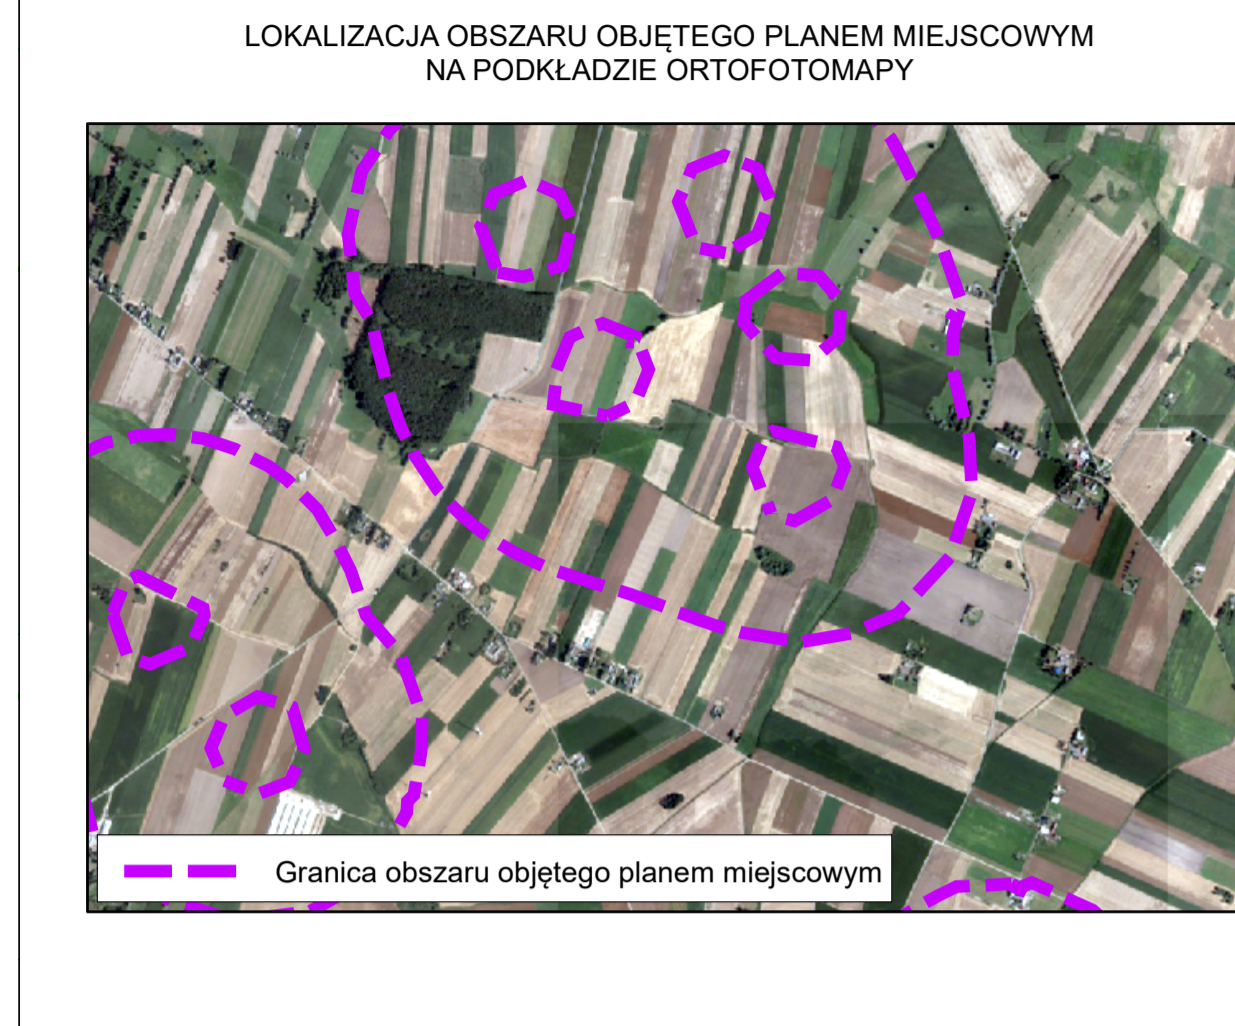 LOKALIZACJA OBSZARU OBJĘTEGO PLANEM MIEJSCOWYM
NA PODKŁADZIE ORTOFOTOMAPY
Granica obszaru objętego planem miejscowym